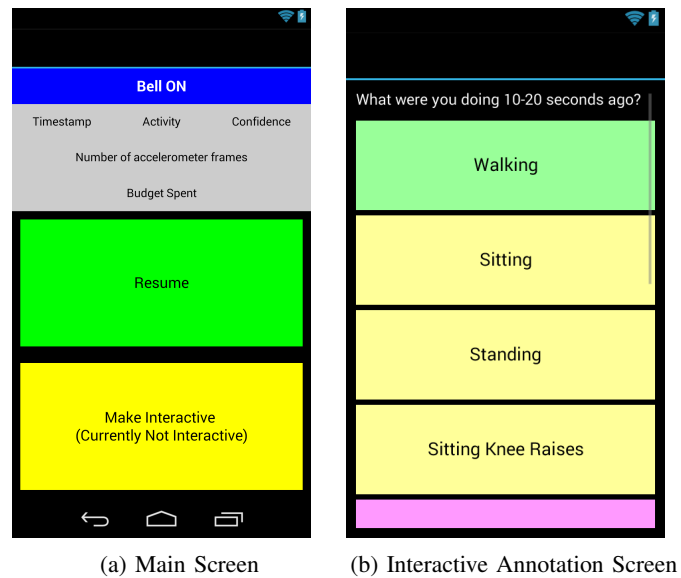 Bell ON
Timestamp Activity Confidence
Number of accelerometer frames
Budget Spent
Resume
Make Interactive
(Currently Not Interactive)
(a) Main Screen
What were you doing 10-20 seconds ago?
Walking
Sitting
Standing
Sitting Knee Raises
(b) Interactive Annotation Screen